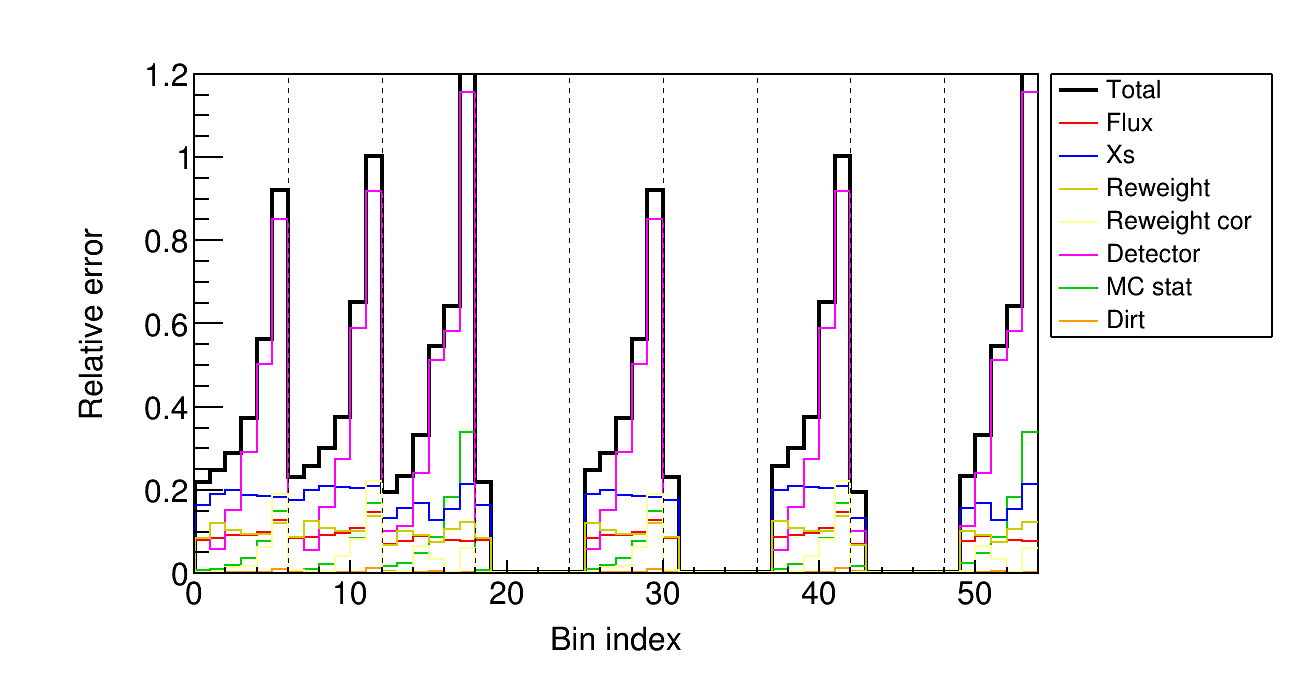 1.2
1
0.8
0.6
0.4
0.2
0
Relative error
0 10 20 30 40 50
Bin index
Total
Flux
Xs
Reweight
Reweight cor
Detector
MC stat
Dirt